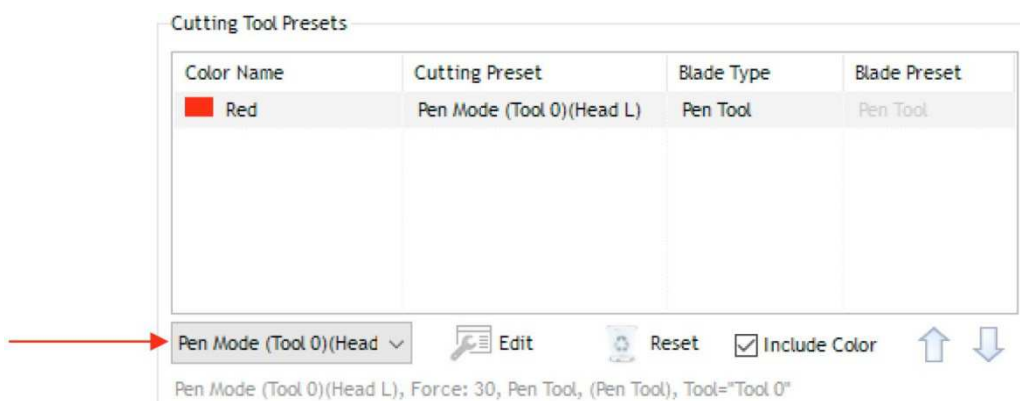 Cutting Tool Presets
Color Name Cutting Preset Blade Type Blade Preset
Red Pen Mode (Tool 0)(Head L) Pen Tool Pen Tool
Pen Mode (Tool 0)(Head Edit Reset Include Color
Pen Mode (Tool 0)(Head L), Force: 30, Pen Tool, (Pen Tool), Tool="Tool 0"